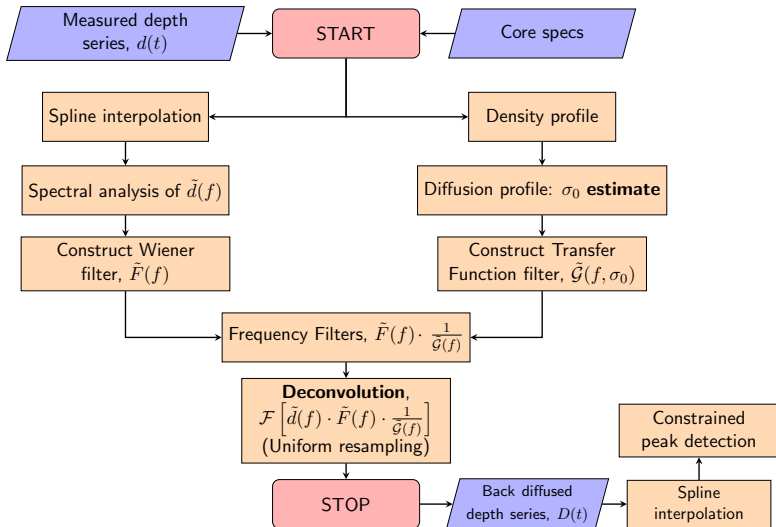 Measured depth
series, d(t)
START
Core specs
Spline interpolation
Density profile
Spectral analysis of d̃(f)
Diffusion profile: σ₀ estimate
Construct Wiener
filter, F̃(f)
Construct Transfer
Function filter, 𝒢̃(f, σ₀)
Frequency Filters, F̃(f) · 1/𝒢̃(f)
Deconvolution,
ℱ[d̃(f) · F̃(f) · 1/𝒢̃(f)]
(Uniform resampling)
Constrained
peak detection
STOP
Back diffused
depth series, D(t)
Spline
interpolation